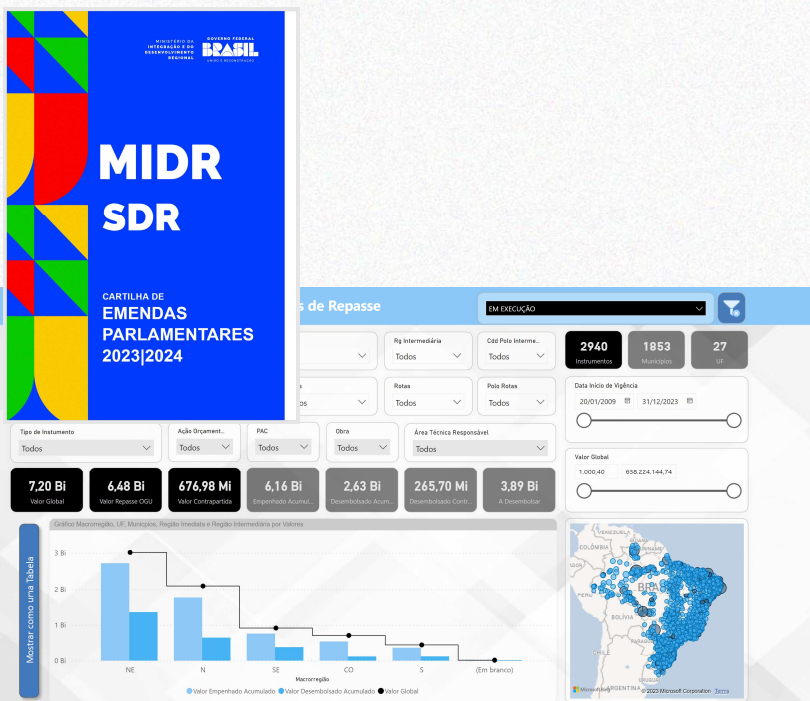 MINISTÉRIO DA
INTEGRAÇÃO E DO
DESENVOLVIMENTO
REGIONAL
GOVERNO FEDERAL
BRASIL
UNIÃO E RECONSTRUÇÃO
MIDR
SDR
CARTILHA DE
EMENDAS
PARLAMENTARES
2023|2024
de Repasse
EM EXECUÇÃO
Rg Intermediária
Todos
Cdd Polo Interme...
Todos
2940
Instrumentos
1853
Municípios
27
UF
Rotas
Todos
Polo Rotas
Todos
Data Início de Vigência
20/01/2009
31/12/2023
Tipo de Instumento
Todos
Ação Orçament...
Todos
PAC
Todos
Obra
Todos
Área Técnica Responsável
Todos
Valor Global
1.000,40
638.224.144,74
7,20 Bi
Valor Global
6,48 Bi
Valor Repasse OGU
676,98 Mi
Valor Contrapartida
6,16 Bi
Empenhado Acumul...
2,63 Bi
Desembolsado Acum...
265,70 Mi
Desembolsado Contr...
3,89 Bi
A Desembolsar
Mostrar como una Tabela
Gráfico Macrorregião, UF, Municípios, Região Imediata e Região Intermediária por Valores
3 Bi
2 Bi
1 Bi
0 Bi
NE
N
SE
CO
S
(Em branco)
Macrorregião
Valor Empenhado Acumulado
Valor Desembolsado Acumulado
Valor Global
VENEZUELA
COLÔMBIA
PERU
BOLÍVIA
CHILE
ARGENTINA
© 2023 Microsoft Corporation
Terms